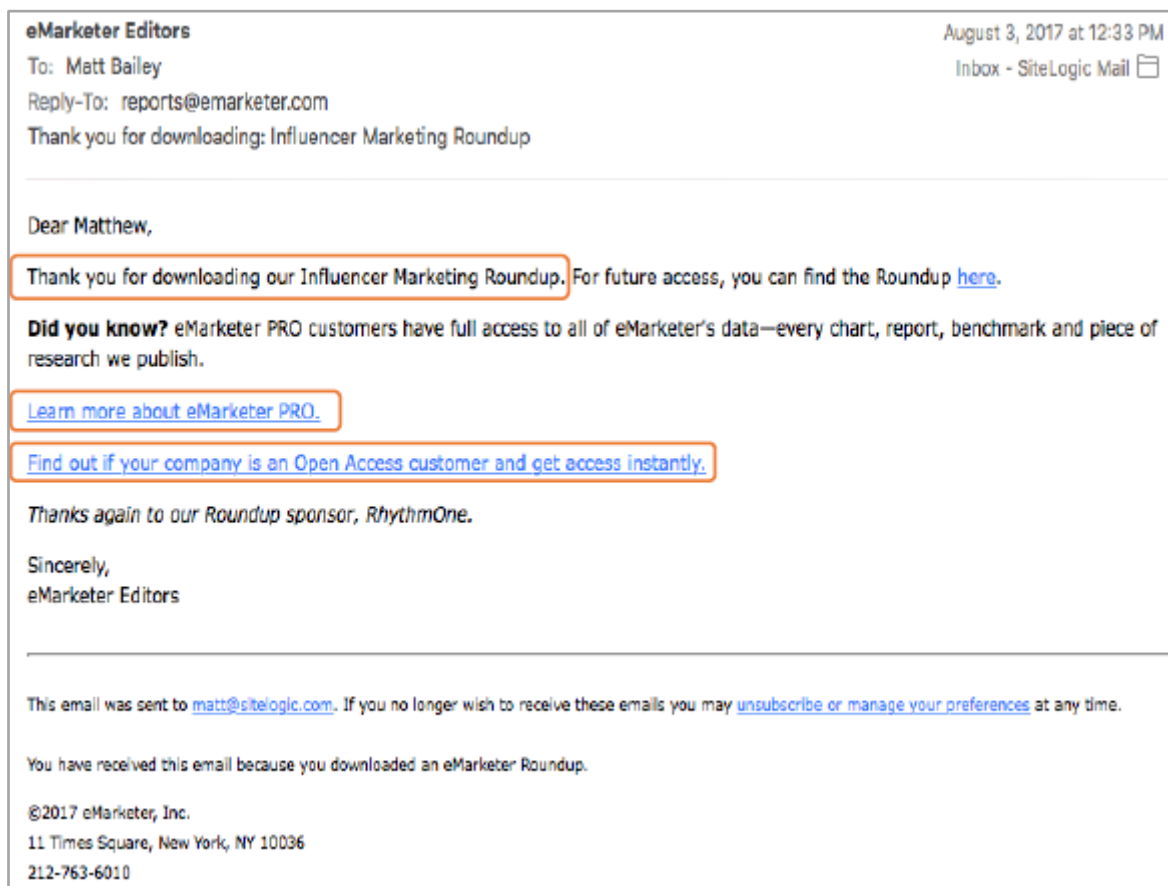 eMarketer Editors
August 3, 2017 at 12:33 PM
To: Matt Bailey
Inbox - SiteLogic Mail
Reply-To: reports@emarketer.com
Thank you for downloading: Influencer Marketing Roundup
Dear Matthew,
Thank you for downloading our Influencer Marketing Roundup. For future access, you can find the Roundup here.
Did you know? eMarketer PRO customers have full access to all of eMarketer's data—every chart, report, benchmark and piece of
research we publish.
Learn more about eMarketer PRO.
Find out if your company is an Open Access customer and get access instantly.
Thanks again to our Roundup sponsor, RhythmOne.
Sincerely,
eMarketer Editors
This email was sent to matt@sitelogic.com. If you no longer wish to receive these emails you may unsubscribe or manage your preferences at any time.
You have received this email because you downloaded an eMarketer Roundup.
©2017 eMarketer, Inc.
11 Times Square, New York, NY 10036
212-763-6010